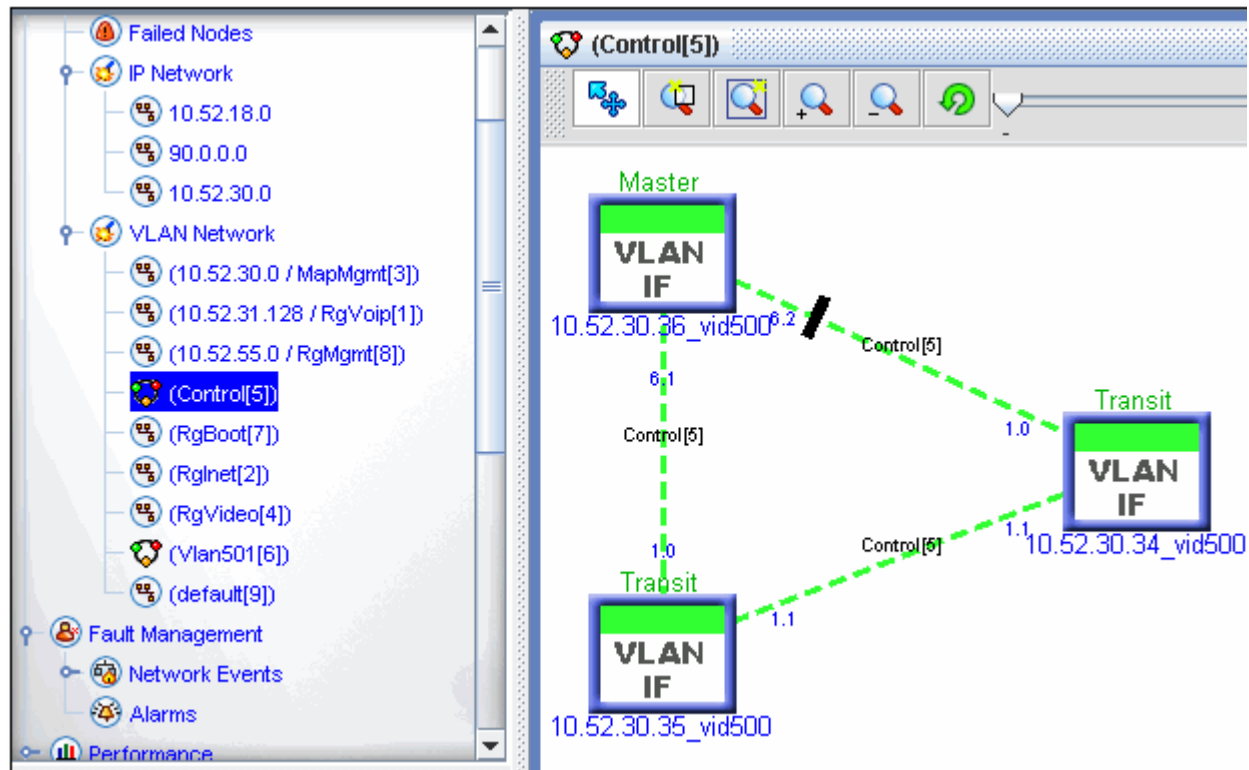 Failed Nodes
IP Network
10.52.18.0
90.0.0.0
10.52.30.0
VLAN Network
(10.52.30.0 / MapMgmt[3])
(10.52.31.128 / RgVoip[1])
(10.52.55.0 / RgMgmt[8])
(Control[5])
(RgBoot[7])
(RgInet[2])
(RgVideo[4])
(Vlan501[6])
(default[9])
Fault Management
Network Events
Alarms
Performance
(Control[5])
+
-
-
Master
VLAN
IF
10.52.30.36_vid500
6.2
Control[5]
6.1
Control[5]
1.0
Transit
VLAN
IF
1.0
Transit
VLAN
IF
10.52.30.35_vid500
1.1
Control[5]
1.1
10.52.30.34_vid500